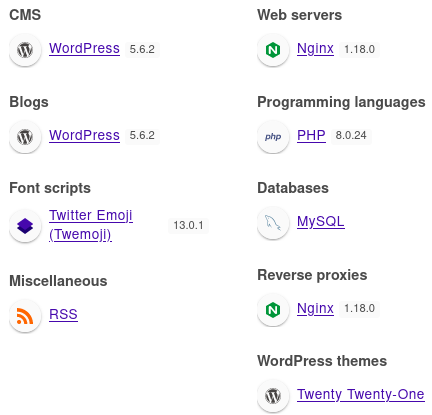 CMS
WordPress 5.6.2
Blogs
WordPress 5.6.2
Font scripts
Twitter Emoji
(Twemoji) 13.0.1
Miscellaneous
RSS
Web servers
Nginx 1.18.0
Programming languages
php PHP 8.0.24
Databases
MySQL
Reverse proxies
Nginx 1.18.0
WordPress themes
Twenty Twenty-One